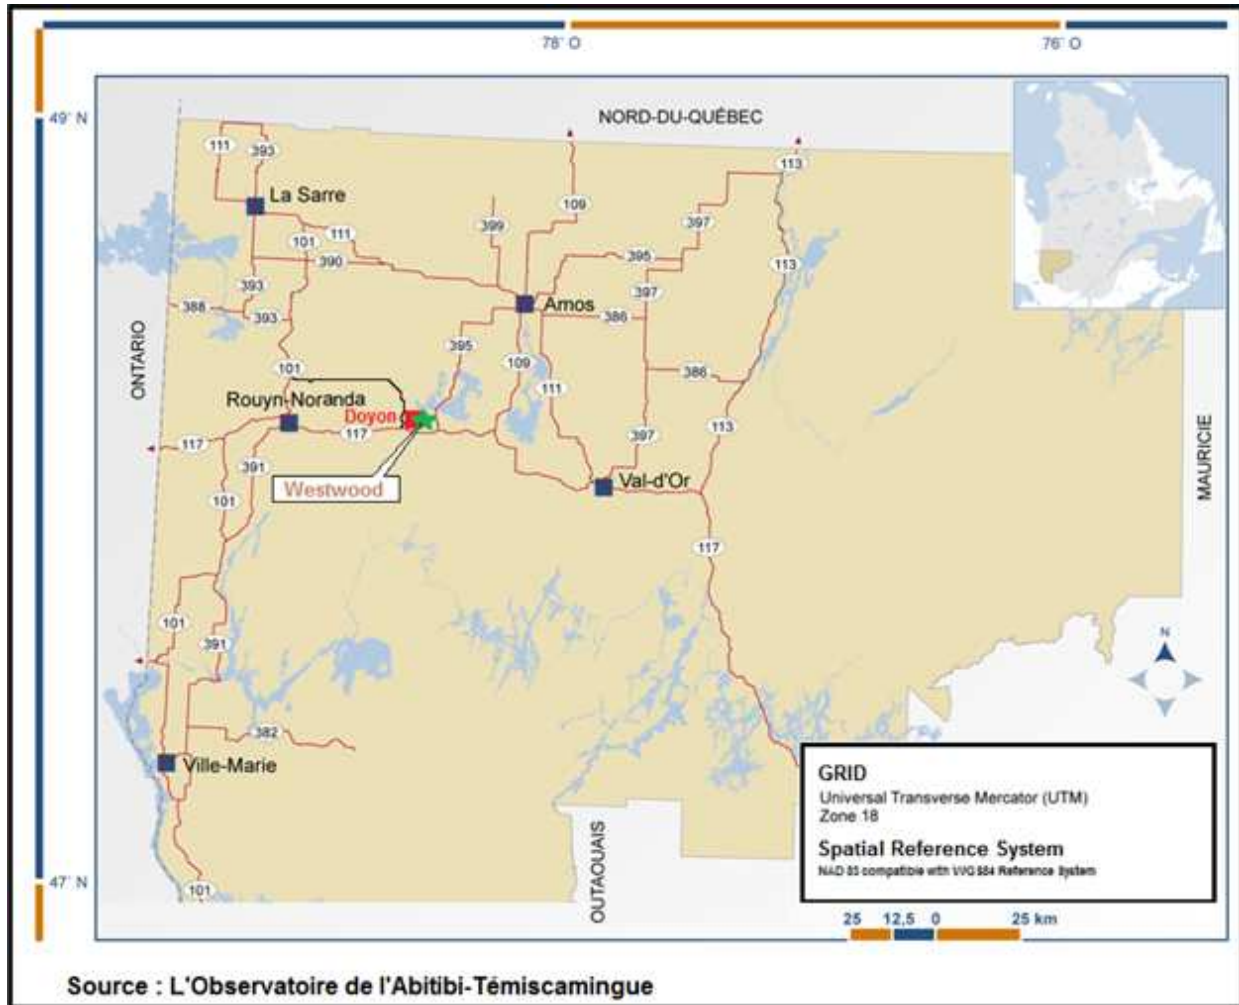 78° O
76° O
49° N
NORD-DU-QUÉBEC
111
393
113
La Sarre
109
399
397
101
111
390
395
113
393
397
388
393
Amos
386
ONTARIO
395
109
101
386
111
Rouyn-Noranda
Doyon
117
117
113
397
391
MAURICIE
Westwood
Val-d'Or
101
117
101
391
N
382
Ville-Marie
GRID
Universal Transverse Mercator (UTM)
Zone 18
Spatial Reference System
NAD 83 compatible with WGS84 Reference System
OUTAOUAIS
47° N
101
25 12,5 0 25 km
Source : L'Observatoire de l'Abitibi-Témiscamingue